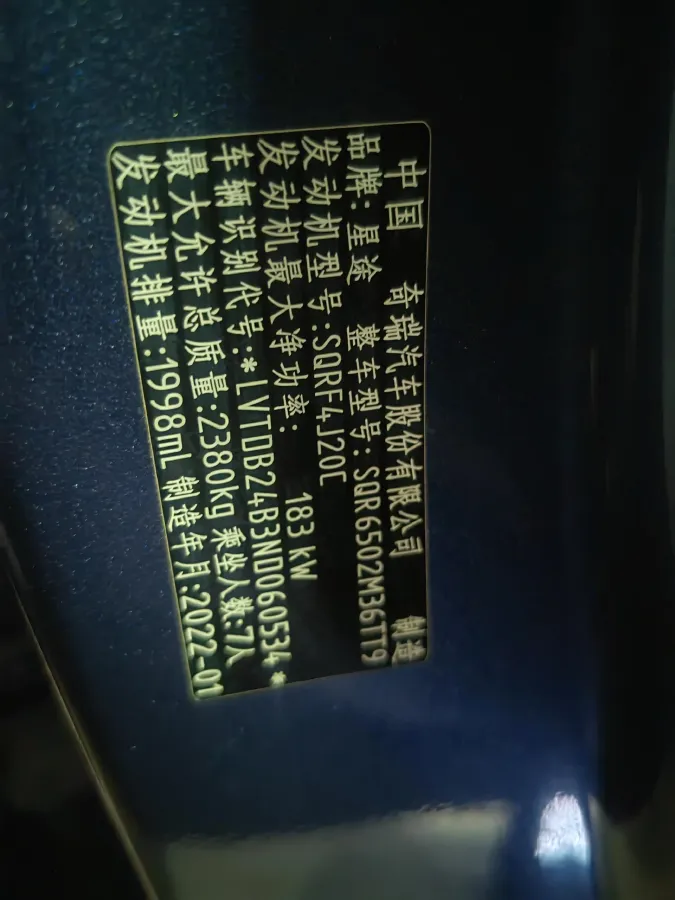 中国 奇瑞汽车股份有限公司 制造
品牌:星途 整车型号:SQR6502M36TT9
发动机型号:SQRF4J20C
发动机最大净功率: 183 kW
车辆识别代号:*LVTDB24B3ND060534*
最大允许总质量:2380kg 乘坐人数:7人
发动机排量:1998mL 制造年月:2022-01